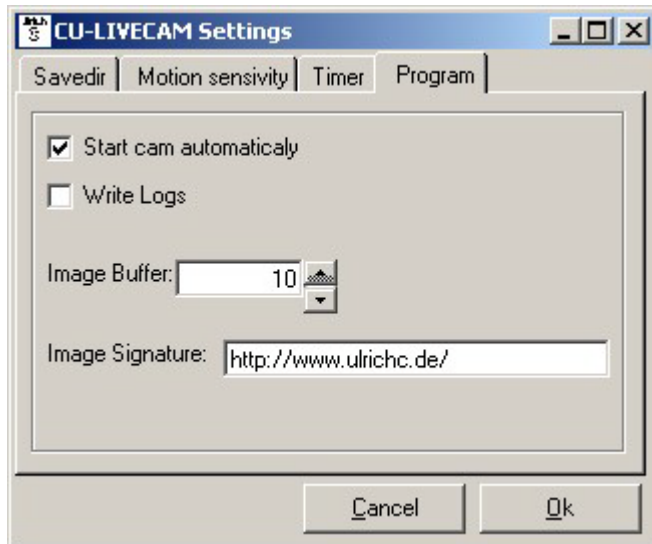 CU-LIVECAM Settings
Savedir Motion sensivity Timer Program
Start cam automaticaly
Write Logs
Image Buffer: 10
Image Signature: http://www.ulrichc.de/
Cancel Ok